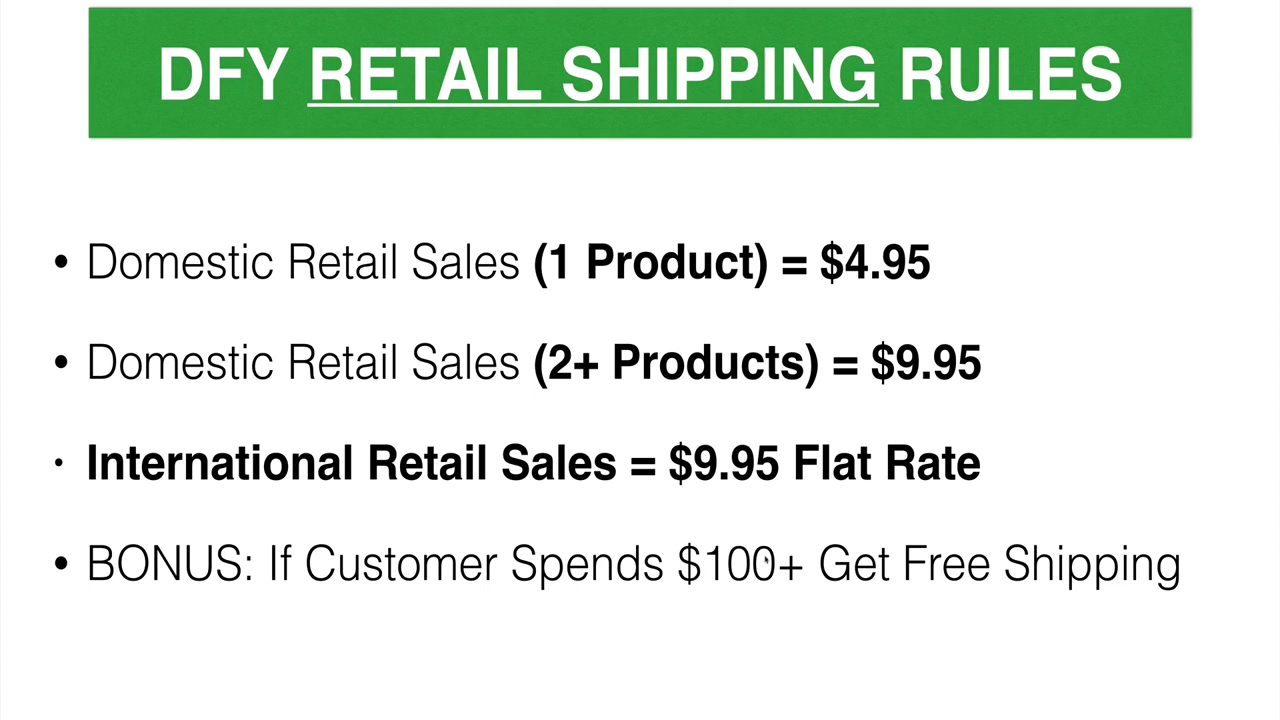 DFY RETAIL SHIPPING RULES
• Domestic Retail Sales (1 Product) = $4.95
• Domestic Retail Sales (2+ Products) = $9.95
• International Retail Sales = $9.95 Flat Rate
• BONUS: If Customer Spends $100+ Get Free Shipping